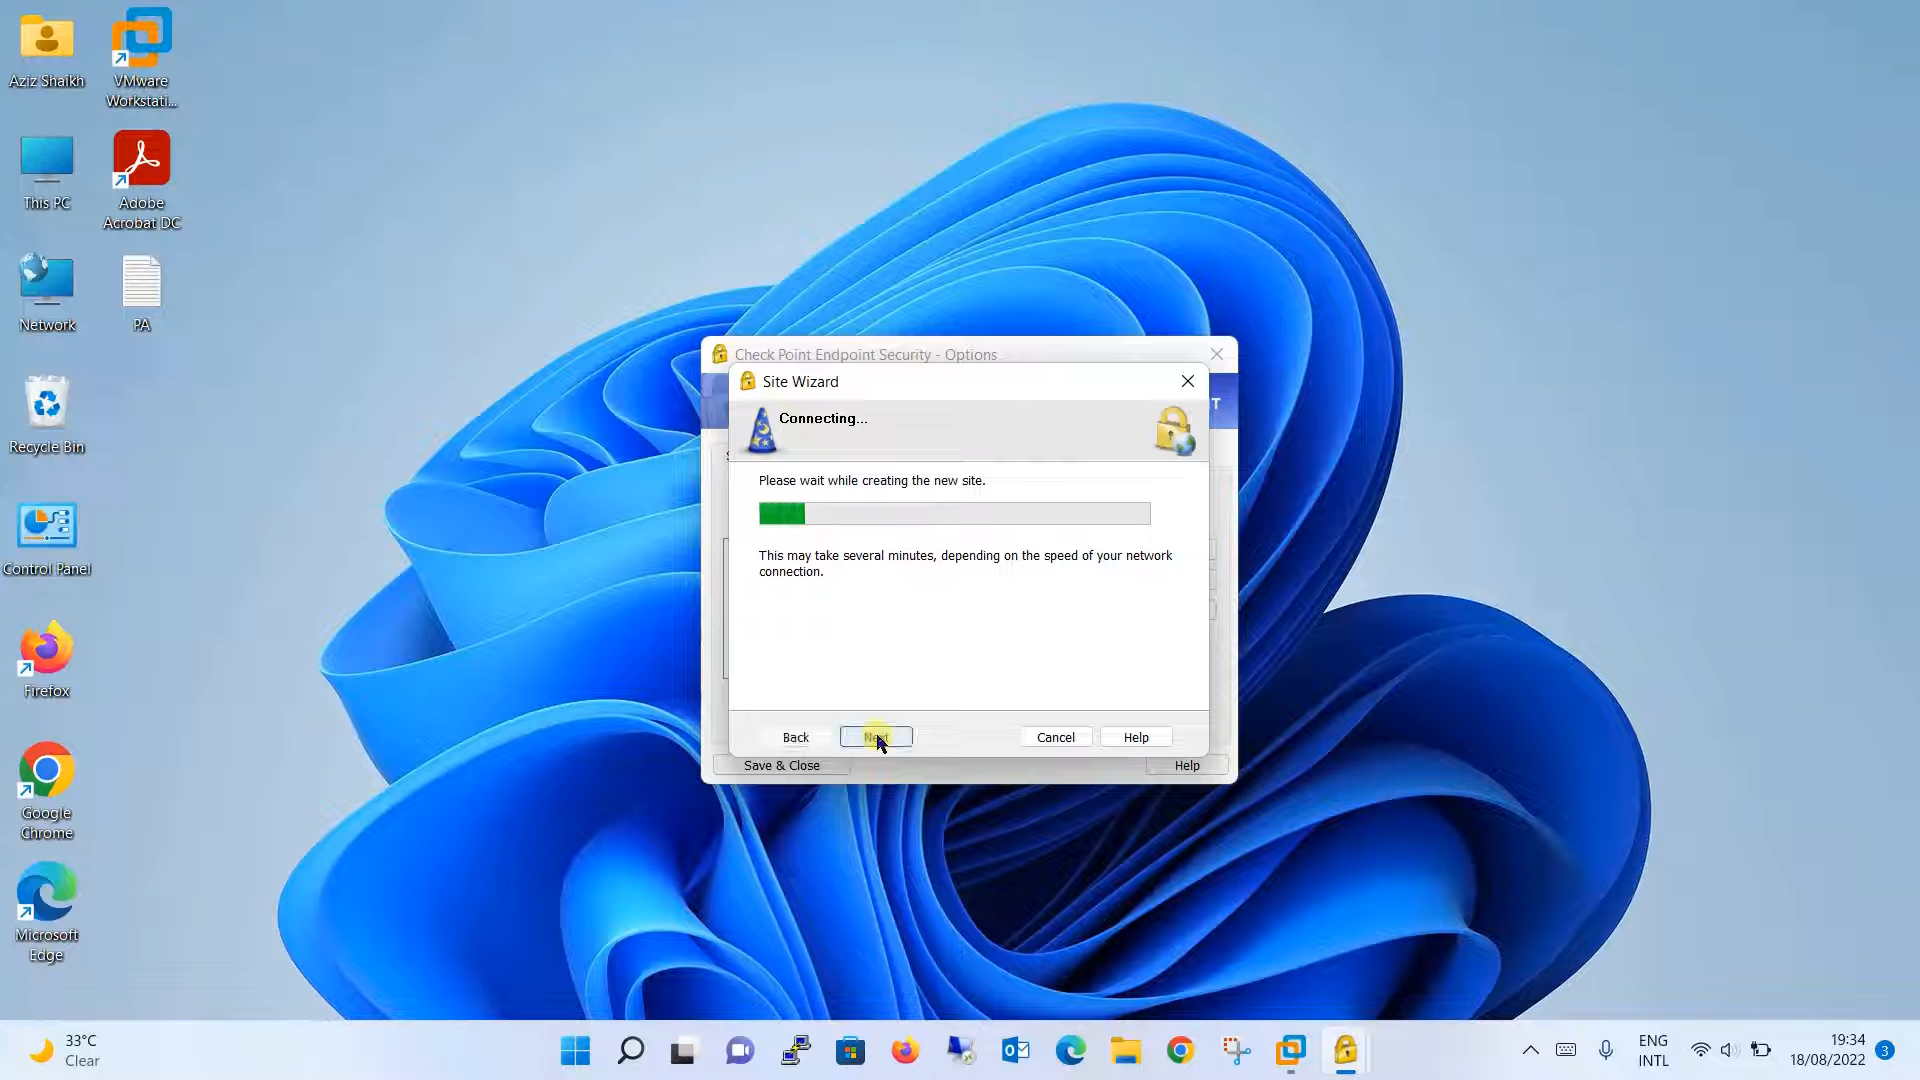 Aziz Shaikh
VMware
Workstati...
This PC
Adobe
Acrobat DC
Network
PA
Recycle Bin
Control Panel
Firefox
Google
Chrome
Microsoft
Edge
Check Point Endpoint Security - Options
Site Wizard
Connecting...
T
Please wait while creating the new site.
This may take several minutes, depending on the speed of your network
connection.
Back
Next
Cancel
Help
Save & Close
Help
33°C
Clear
ENG
INTL
19:34
18/08/2022
3